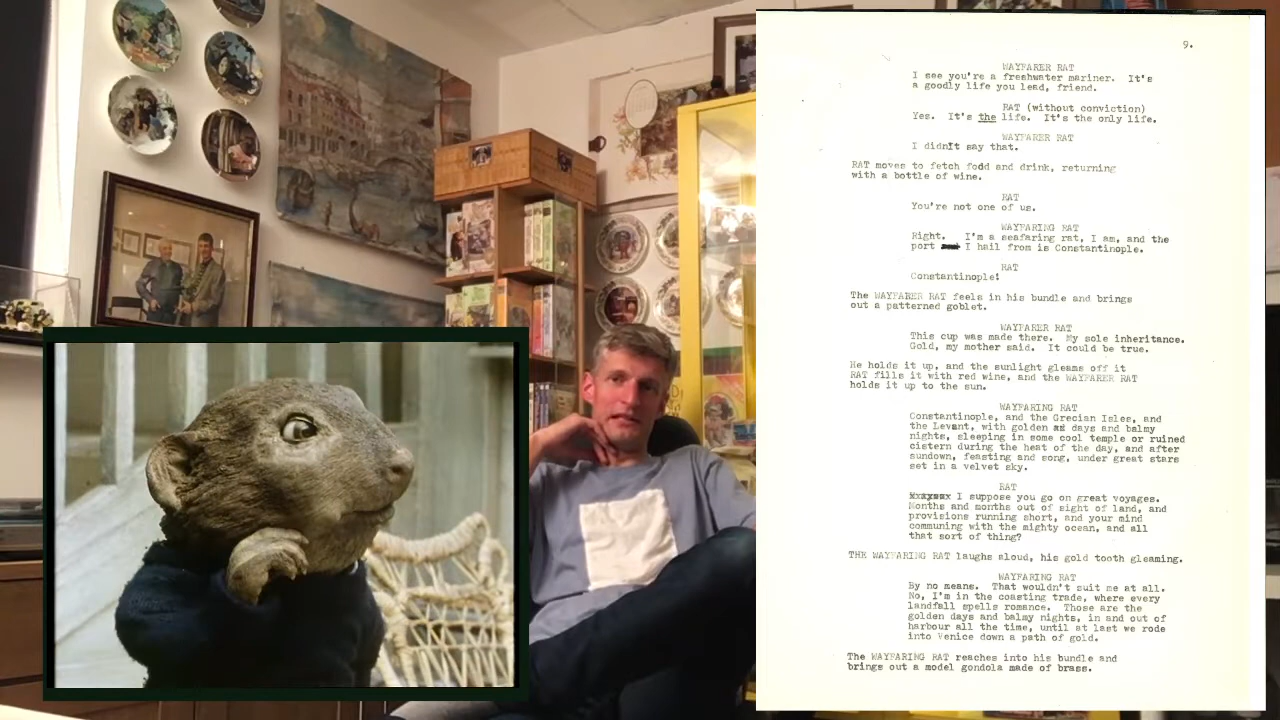 9.
WAYFARER RAT
I see you're a freshwater mariner. It's
a goodly life you lead, friend.
RAT (without conviction)
Yes. It's the life. It's the only life.
WAYFARER RAT
I didnIt say that.
RAT moves to fetch fodd and drink, returning
with a bottle of wine.
RAT
You're not one of us.
WAYFARING RAT
Right. I'm a seafaring rat, I am, and the
port I hail from is Constantinople.
RAT
Constantinople!
The WAYFARER RAT feels in his bundle and brings
out a patterned goblet.
WAYFARER RAT
This cup was made there. My sole inheritance.
Gold, my mother said. It could be true.
He holds it up, and the sunlight gleams off it
RAT fills it with red wine, and the WAYFARER RAT
holds it up to the sun.
WAYFARING RAT
Constantinople, and the Grecian Isles, and
the Levant, with golden days and balmy
nights, sleeping in some cool temple or ruined
cistern during the heat of the day, and after
sundown, feasting and song, under great stars
set in a velvet sky.
RAT
I suppose you go on great voyages.
Months and months out of sight of land, and
provisions running short, and your mind
communing with the mighty ocean, and all
that sort of thing?
THE WAYFARING RAT laughs aloud, his gold tooth gleaming.
WAYFARING RAT
By no means. That wouldn't suit me at all.
No, I'm in the coasting trade, where every
landfall spells romance. Those are the
golden days and balmy nights, in and out of
harbour all the time, until at last we rode
into Venice down a path of gold.
The WAYFARING RAT reaches into his bundle and
brings out a model gondola made of brass.